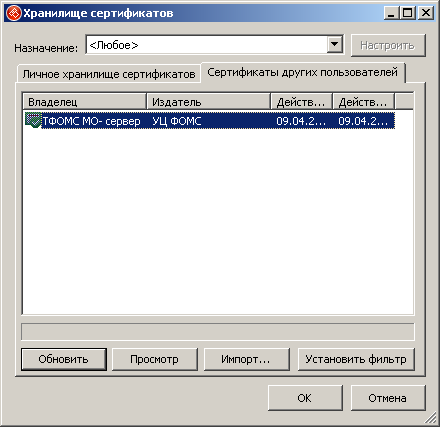 Хранилище сертификатов
Назначение: <Любое> Настроить
Личное хранилище сертификатов Сертификаты других пользователей
Владелец Издатель Действ... Действ...
ТФОМС МО- сервер УЦ ФОМС 09.04.2... 09.04.2...
Обновить Просмотр Импорт... Установить фильтр
OK Отмена